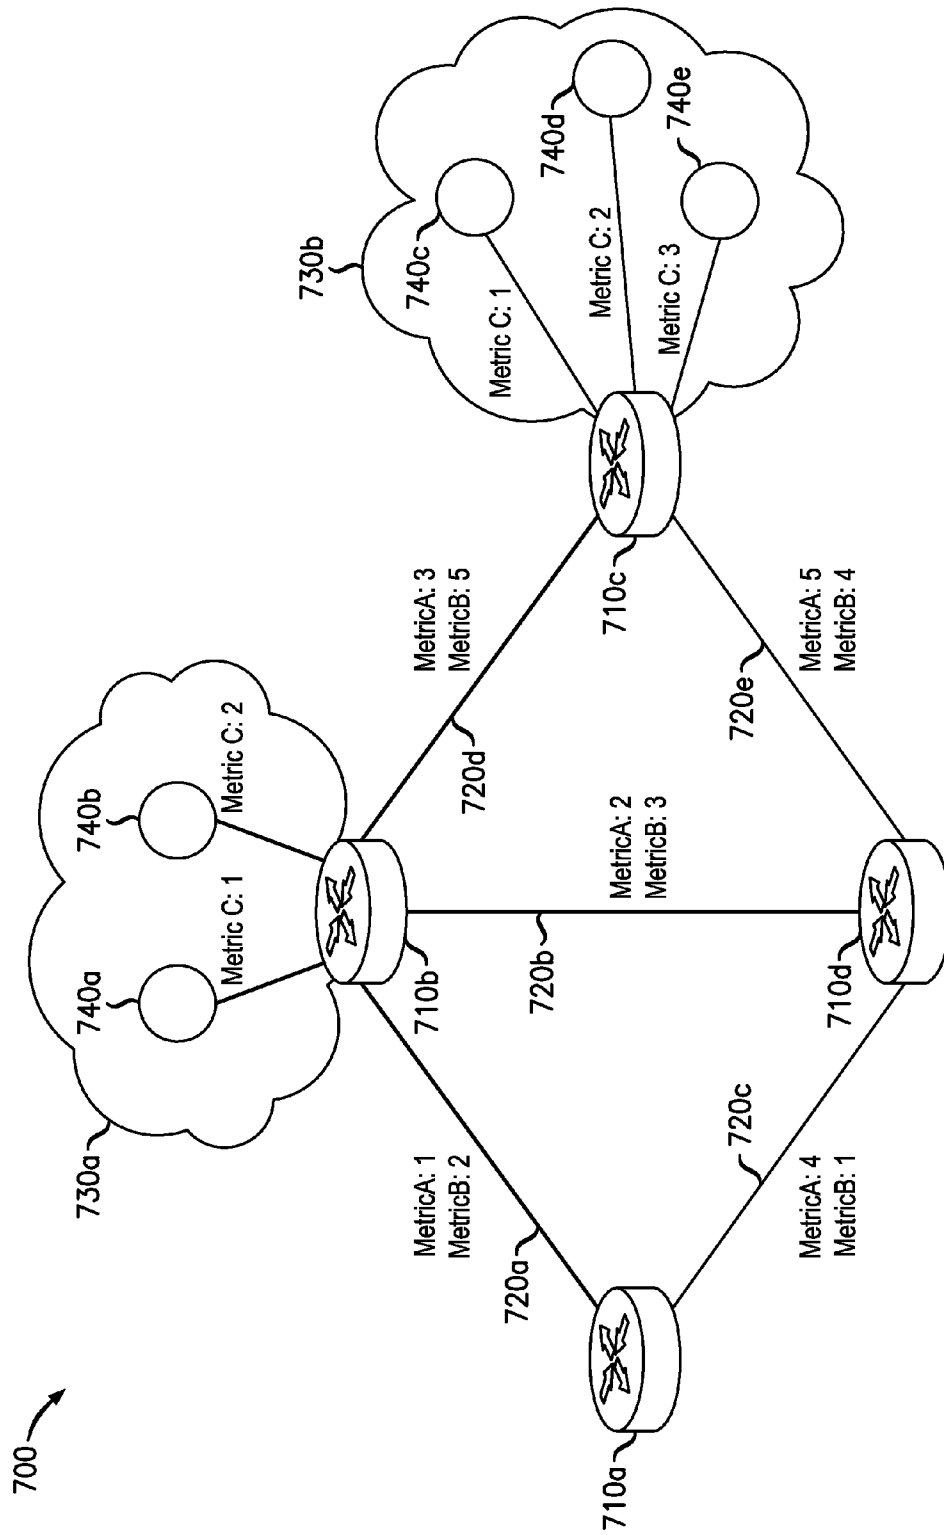 700
730a
740a
740b
Metric C: 1
Metric C: 2
710b
730b
740c
740d
740e
Metric C: 1
Metric C: 2
Metric C: 3
710c
MetricA: 1
MetricB: 2
720a
MetricA: 3
MetricB: 5
720d
MetricA: 2
MetricB: 3
720b
710a
720c
MetricA: 4
MetricB: 1
710d
720e
MetricA: 5
MetricB: 4